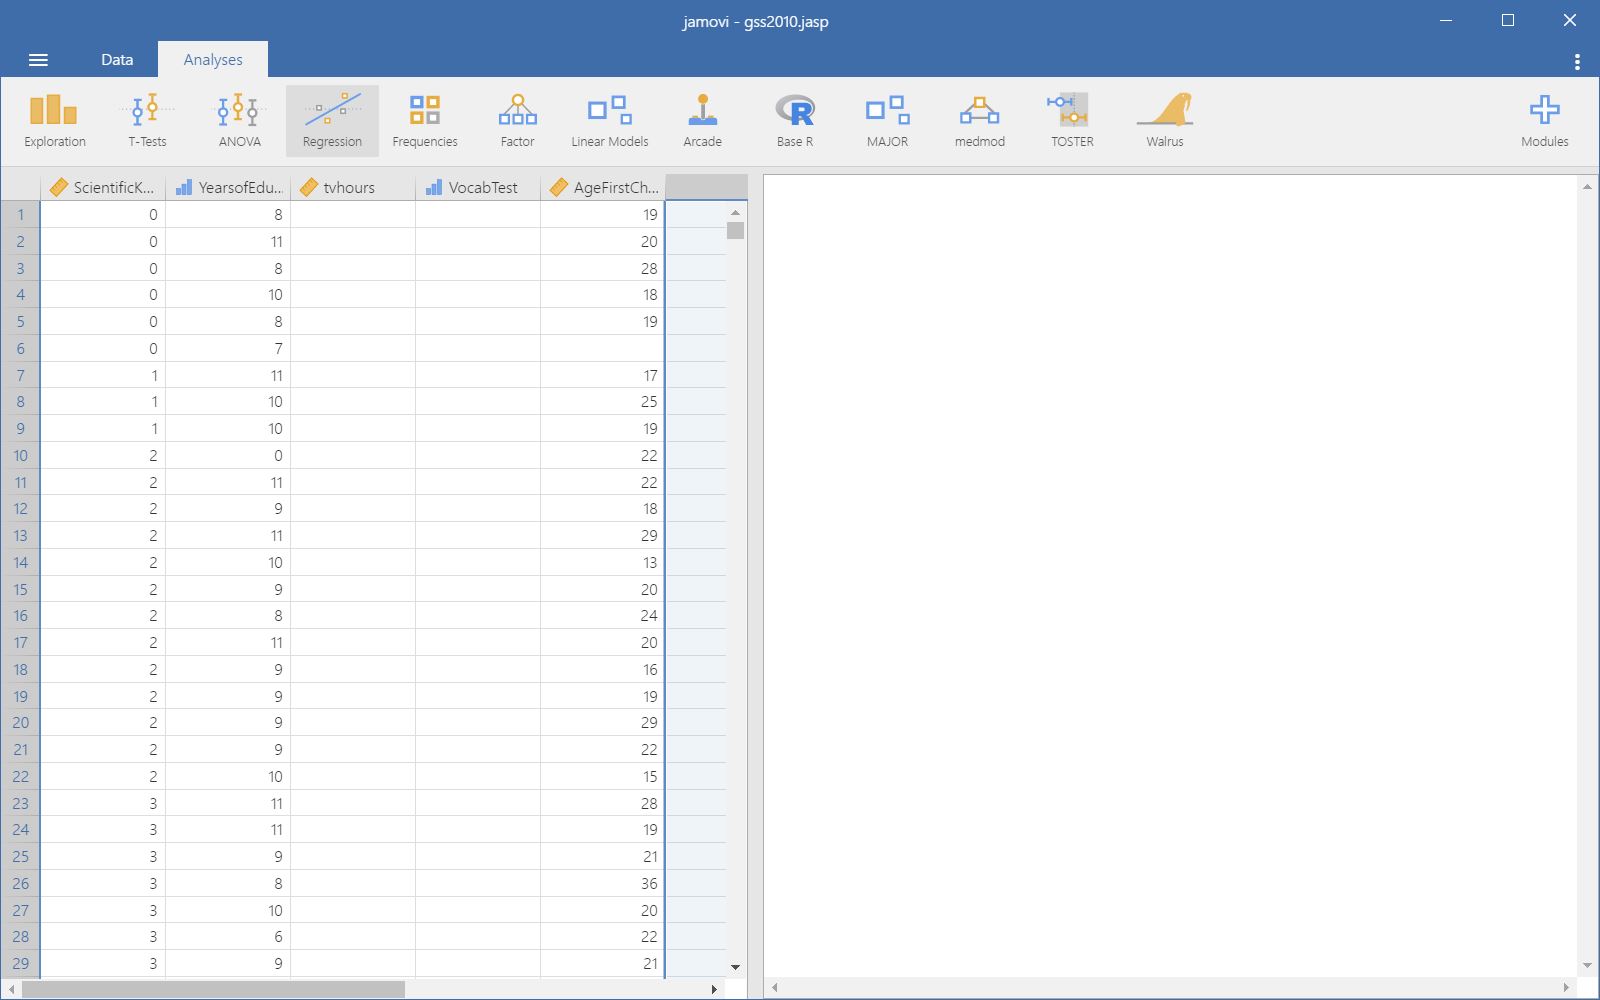 jamovi - gss2010.jasp
Data Analyses
Exploration T-Tests ANOVA Regression Frequencies Factor Linear Models Arcade Base R MAJOR medmod TOSTER Walrus Modules
ScientificK... YearsofEdu... tvhours VocabTest AgeFirstCh...
1 0 8 19
2 0 11 20
3 0 8 28
4 0 10 18
5 0 8 19
6 0 7
7 1 11 17
8 1 10 25
9 1 10 19
10 2 0 22
11 2 11 22
12 2 9 18
13 2 11 29
14 2 10 13
15 2 9 20
16 2 8 24
17 2 11 20
18 2 9 16
19 2 9 19
20 2 9 29
21 2 9 22
22 2 10 15
23 3 11 28
24 3 11 19
25 3 9 21
26 3 8 36
27 3 10 20
28 3 6 22
29 3 9 21